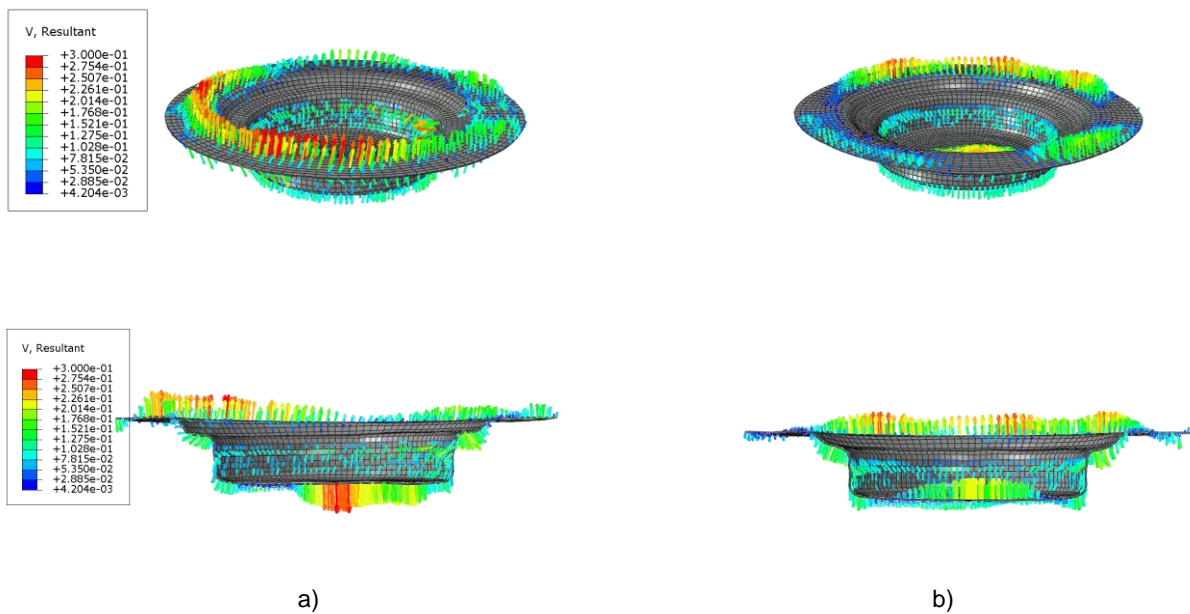 V, Resultant
+3.000e-01
+2.754e-01
+2.507e-01
+2.261e-01
+2.014e-01
+1.768e-01
+1.521e-01
+1.275e-01
+1.028e-01
+7.815e-02
+5.350e-02
+2.885e-02
+4.204e-03
V, Resultant
+3.000e-01
+2.754e-01
+2.507e-01
+2.261e-01
+2.014e-01
+1.768e-01
+1.521e-01
+1.275e-01
+1.028e-01
+7.815e-02
+5.350e-02
+2.885e-02
+4.204e-03
a) b)